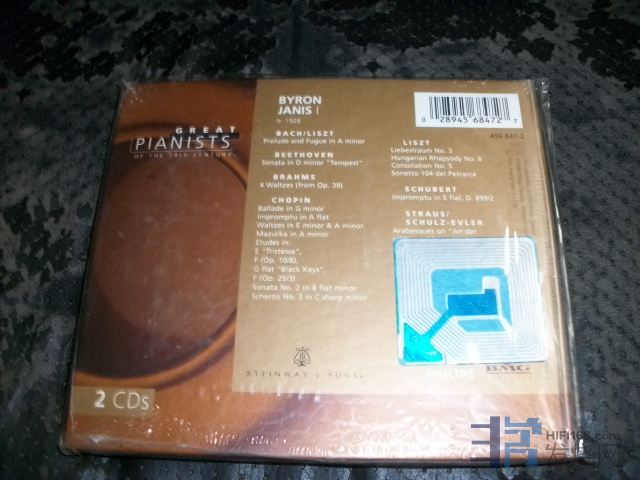 GREAT
PIANISTS
OF THE 20TH CENTURY
2 CDs
BYRON
JANIS I
b. 1928
BACH/LISZT
Prelude and Fugue in A minor
BEETHOVEN
Sonata in D minor "Tempest"
BRAHMS
4 Waltzes (from Op. 39)
CHOPIN
Ballade in G minor
Impromptu in A flat
Waltzes in E minor & A minor
Mazurka in A minor
Etudes in:
E "Tristesse",
F (Op. 10/8),
G flat "Black Keys",
F (Op. 25/3)
Sonata No. 2 in B flat minor
Scherzo No. 3 in C sharp minor
STEINWAY & SONS
0 28945 68472 7
456 847-2
LISZT
Liebestraum No. 3
Hungarian Rhapsody No. 6
Consolation No. 5
Sonetto 104 del Petrarca
SCHUBERT
Impromptu in E flat, D. 899/2
STRAUS/
SCHULZ-EVLER
Arabesques on "An der
PHILIPS
BMG
HIFI168.com
发烧网